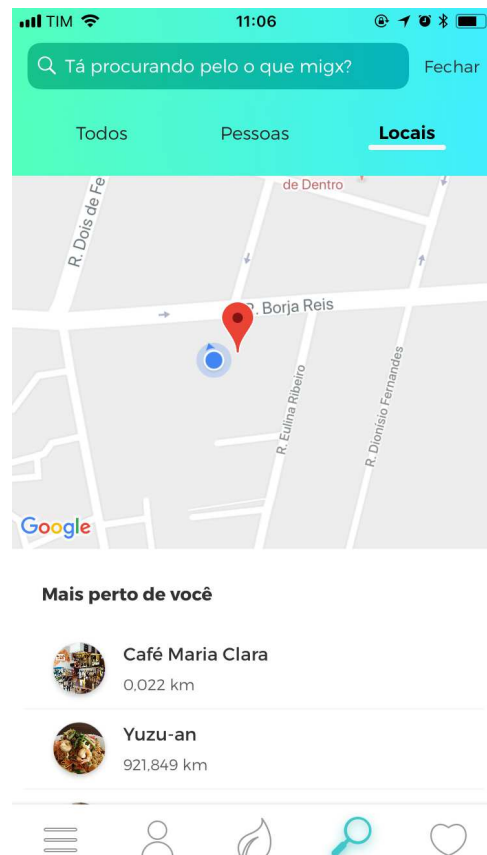 TIM 11:06
Tá procurando pelo o que migx? Fechar
Todos Pessoas Locais
R. Dois de Fe
de Dentro
R. Borja Reis
R. Eulina Ribeiro
R. Dionísio Fernandes
Google
Mais perto de você
Café Maria Clara
0,022 km
Yuzu-an
921,849 km